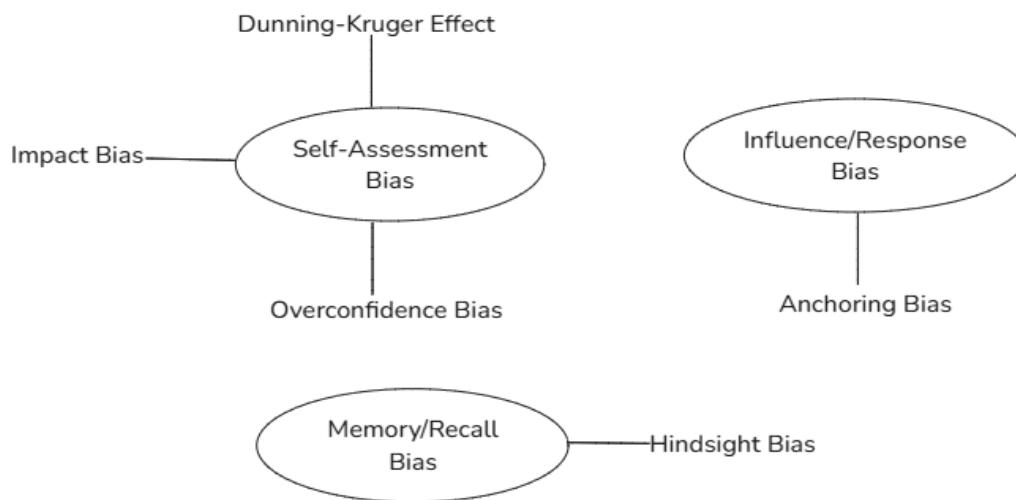 Dunning-Kruger Effect
Impact Bias
Self-Assessment
Bias
Overconfidence Bias
Influence/Response
Bias
Anchoring Bias
Memory/Recall
Bias
Hindsight Bias